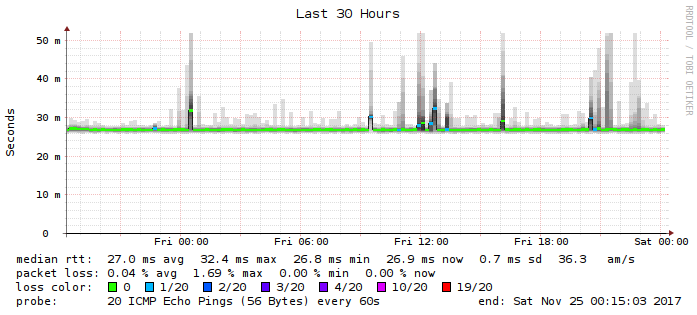 Last 30 Hours
RRDTOOL / TOBI OETIKER
Seconds
50 m
40 m
30 m
20 m
10 m
0
Fri 00:00 Fri 06:00 Fri 12:00 Fri 18:00 Sat 00:00
median rtt: 27.0 ms avg 32.4 ms max 26.8 ms min 26.9 ms now 0.7 ms sd 36.3 am/s
packet loss: 0.04 % avg 1.69 % max 0.00 % min 0.00 % now
loss color: 0 1/20 2/20 3/20 4/20 10/20 19/20
probe: 20 ICMP Echo Pings (56 Bytes) every 60s end: Sat Nov 25 00:15:03 2017